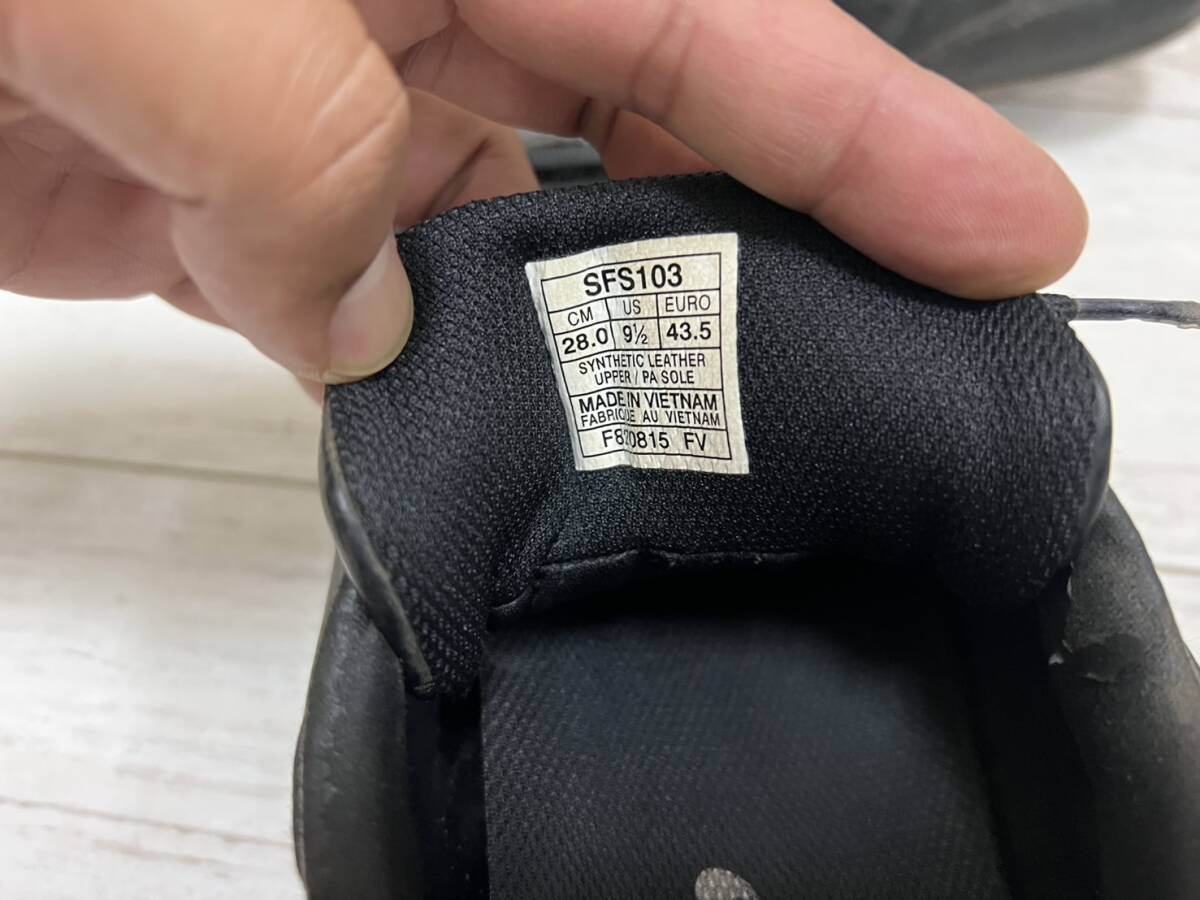 SFS103
CM US EURO
28.0 9½ 43.5
SYNTHETIC LEATHER
UPPER / PA SOLE
MADE IN VIETNAM
FABRIQUE AU VIETNAM
F820815 FV